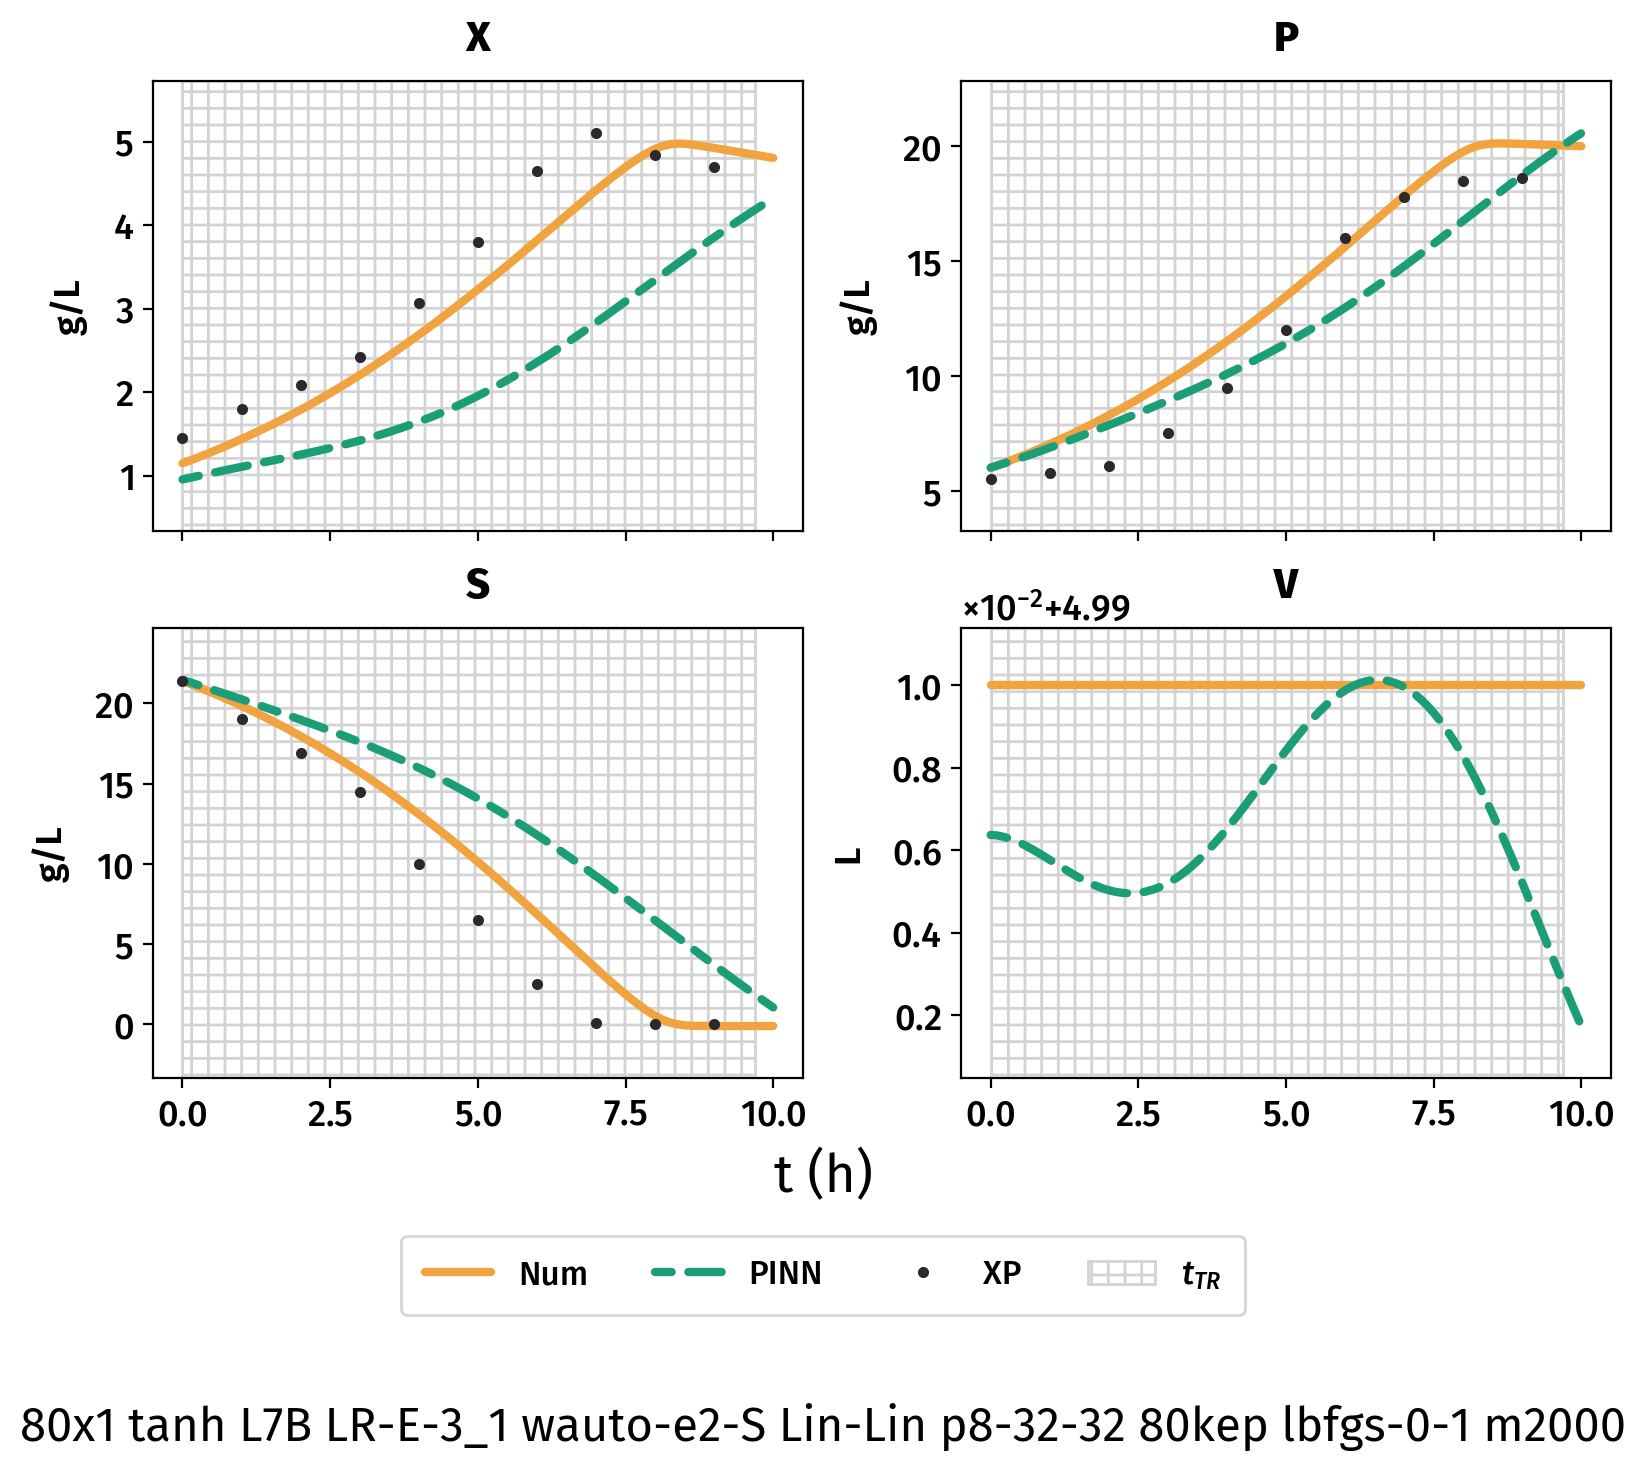 X
P
5
4
3
2
1
g/L
20
15
10
5
g/L
S
V
×10⁻²+4.99
20
15
10
5
0
g/L
1.0
0.8
0.6
0.4
0.2
L
0.0 2.5 5.0 7.5 10.0
0.0 2.5 5.0 7.5 10.0
t (h)
Num PINN XP t_TR
80x1 tanh L7B LR-E-3_1 wauto-e2-S Lin-Lin p8-32-32 80kep lbfgs-0-1 m2000